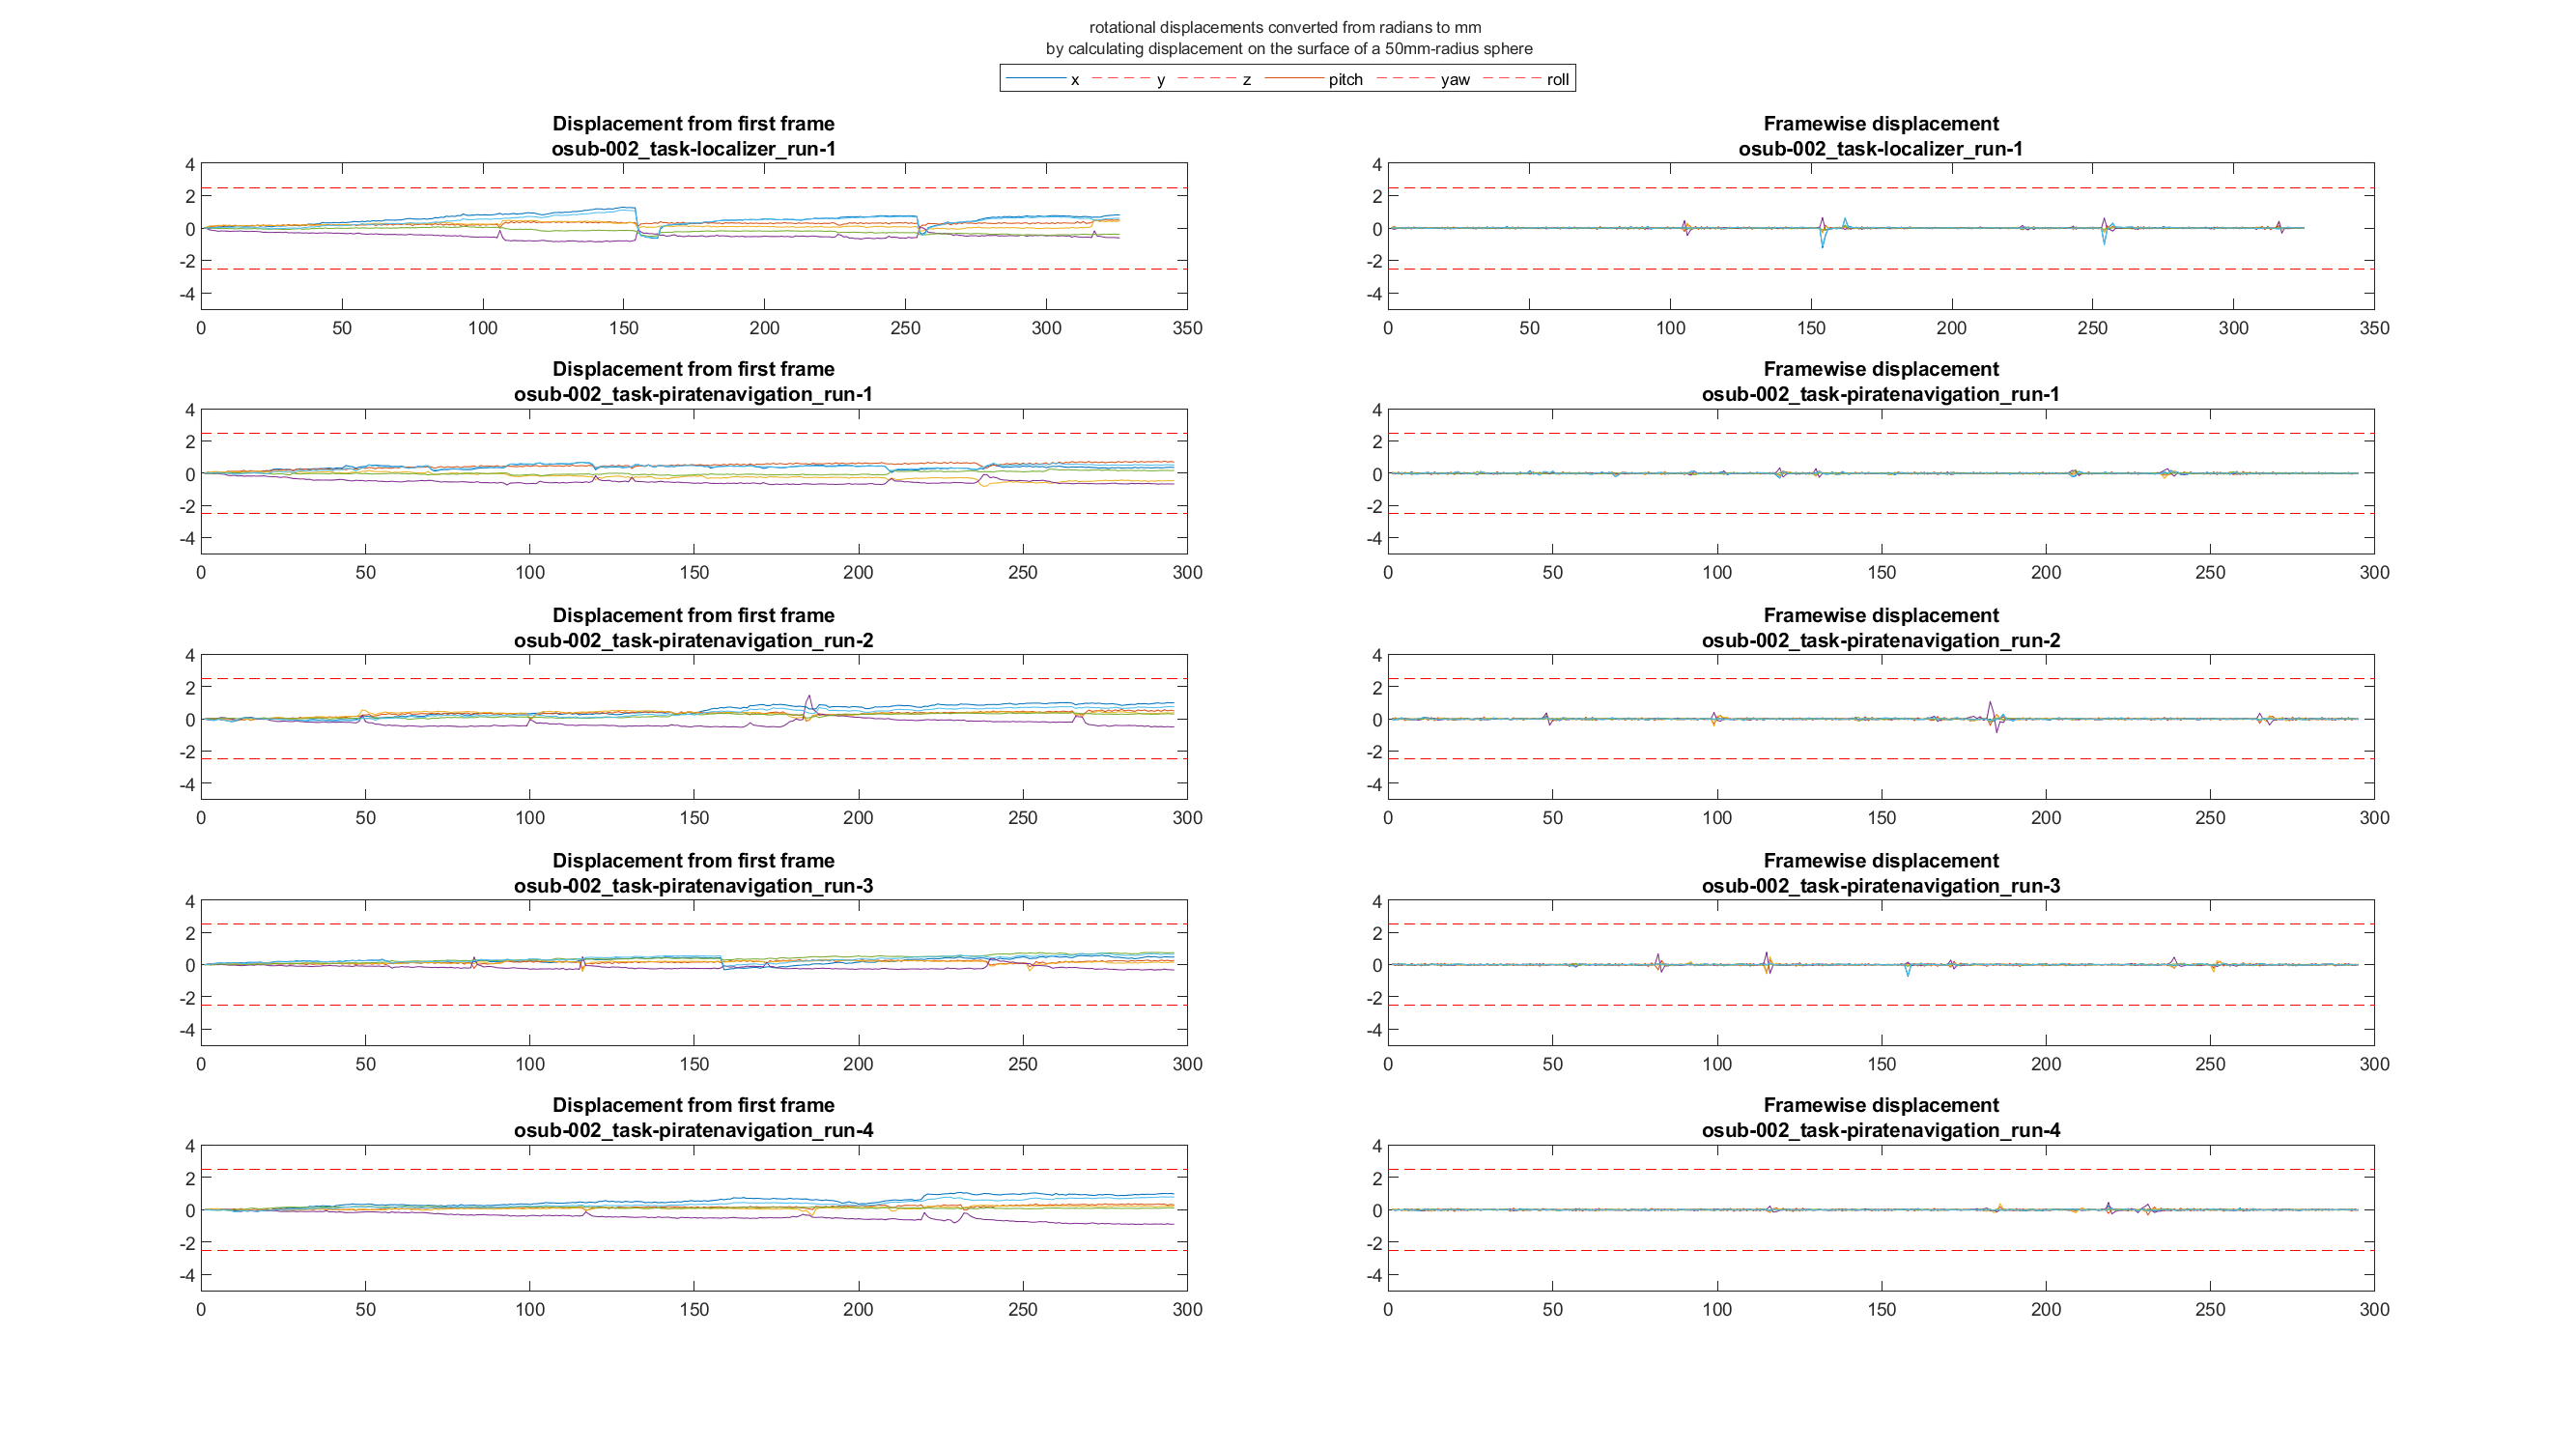 rotational displacements converted from radians to mm
by calculating displacement on the surface of a 50mm-radius sphere
x y z pitch yaw roll
Displacement from first frame
osub-002_task-localizer_run-1
4
2
0
-2
-4
0 50 100 150 200 250 300 350
Framewise displacement
osub-002_task-localizer_run-1
4
2
0
-2
-4
0 50 100 150 200 250 300 350
Displacement from first frame
osub-002_task-piratenavigation_run-1
4
2
0
-2
-4
0 50 100 150 200 250 300
Framewise displacement
osub-002_task-piratenavigation_run-1
4
2
0
-2
-4
0 50 100 150 200 250 300
Displacement from first frame
osub-002_task-piratenavigation_run-2
4
2
0
-2
-4
0 50 100 150 200 250 300
Framewise displacement
osub-002_task-piratenavigation_run-2
4
2
0
-2
-4
0 50 100 150 200 250 300
Displacement from first frame
osub-002_task-piratenavigation_run-3
4
2
0
-2
-4
0 50 100 150 200 250 300
Framewise displacement
osub-002_task-piratenavigation_run-3
4
2
0
-2
-4
0 50 100 150 200 250 300
Displacement from first frame
osub-002_task-piratenavigation_run-4
4
2
0
-2
-4
0 50 100 150 200 250 300
Framewise displacement
osub-002_task-piratenavigation_run-4
4
2
0
-2
-4
0 50 100 150 200 250 300